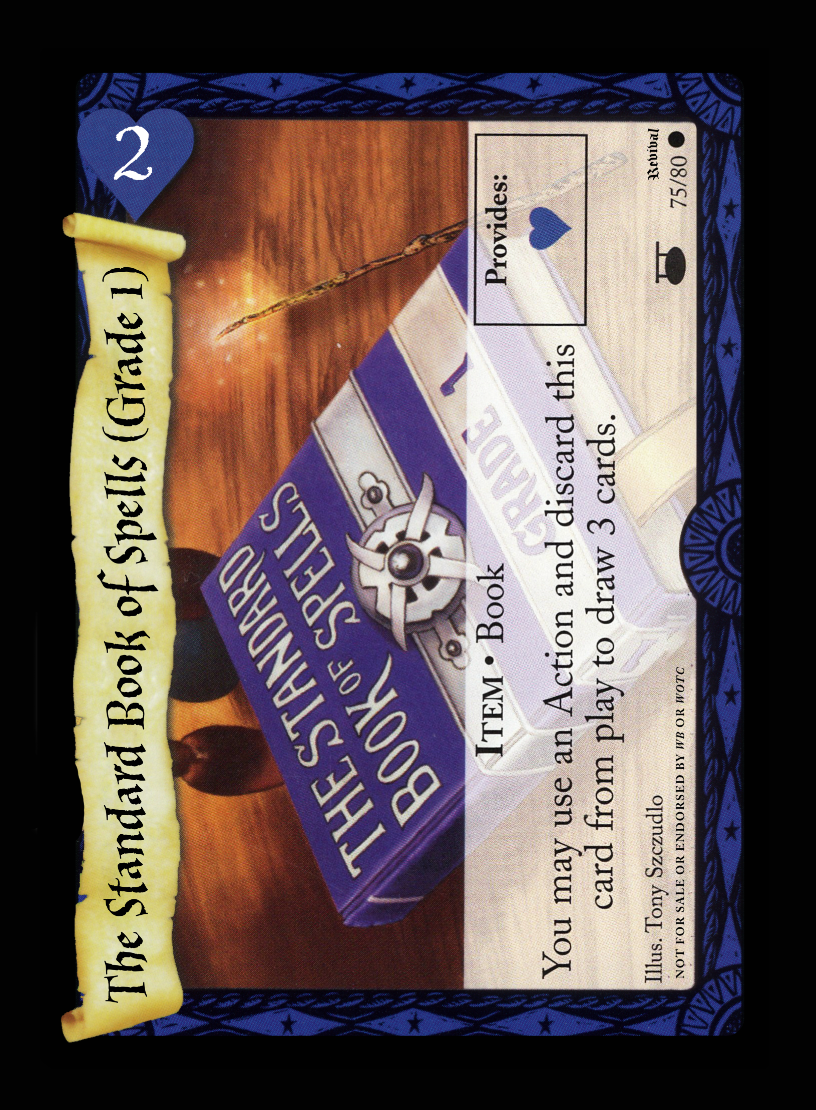 The Standard Book of Spells (Grade 1)
2
THE STANDARD
BOOK OF SPELLS
GRADE 1
ITEM • Book
Provides:
You may use an Action and discard this
card from play to draw 3 cards.
Illus. Tony Szczudlo
NOT FOR SALE OR ENDORSED BY WB OR WOTC
Revival
75/80